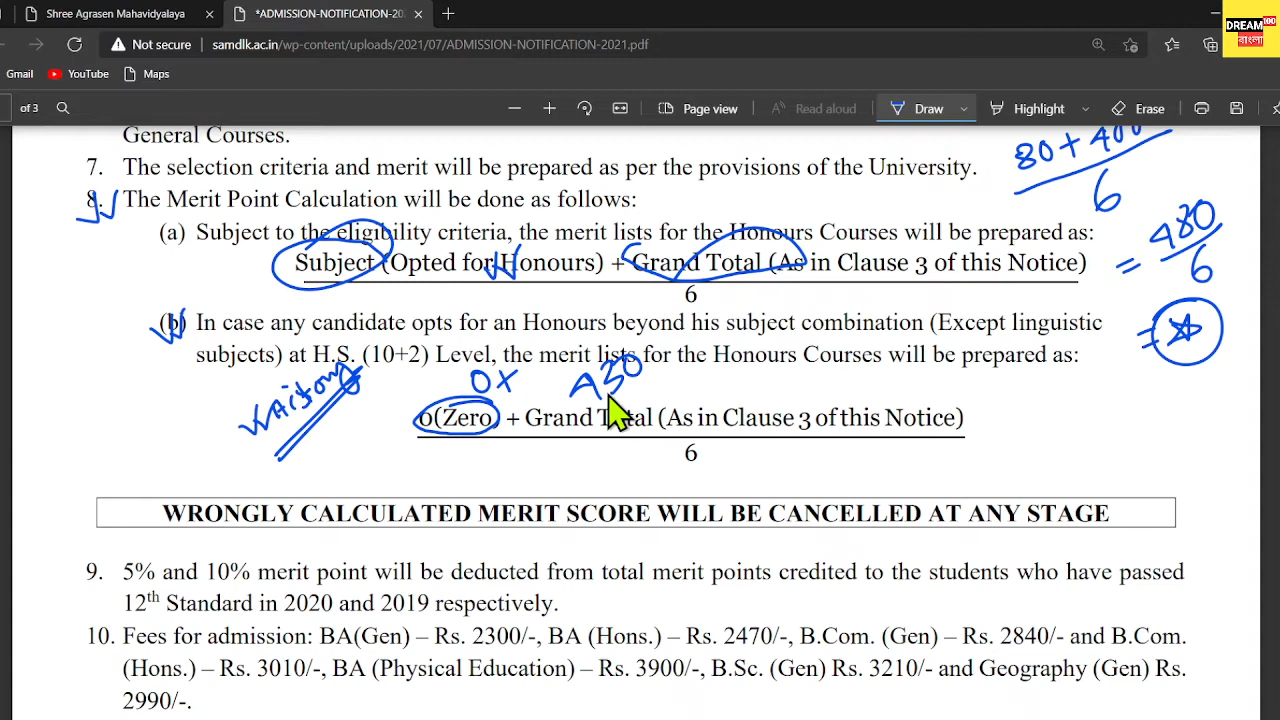 Shree Agrasen Mahavidyalaya
*ADMISSION-NOTIFICATION-202
DREAM100
বাংলা
Not secure samdlk.ac.in/wp-content/uploads/2021/07/ADMISSION-NOTIFICATION-2021.pdf
Gmail YouTube Maps
of 3 Page view Read aloud Draw Highlight Erase
General Courses.
80+400
6
7. The selection criteria and merit will be prepared as per the provisions of the University.
8. The Merit Point Calculation will be done as follows:
(a) Subject to the eligibility criteria, the merit lists for the Honours Courses will be prepared as:
Subject (Opted for Honours) + Grand Total (As in Clause 3 of this Notice)
6
= 480
6
=
(b) In case any candidate opts for an Honours beyond his subject combination (Except linguistic
subjects) at H.S. (10+2) Level, the merit lists for the Honours Courses will be prepared as:
0+
0(Zero) + Grand Total (As in Clause 3 of this Notice)
6
WRONGLY CALCULATED MERIT SCORE WILL BE CANCELLED AT ANY STAGE
9. 5% and 10% merit point will be deducted from total merit points credited to the students who have passed
12th Standard in 2020 and 2019 respectively.
10. Fees for admission: BA(Gen) – Rs. 2300/-, BA (Hons.) – Rs. 2470/-, B.Com. (Gen) – Rs. 2840/- and B.Com.
(Hons.) – Rs. 3010/-, BA (Physical Education) – Rs. 3900/-, B.Sc. (Gen) Rs. 3210/- and Geography (Gen) Rs.
2990/-.